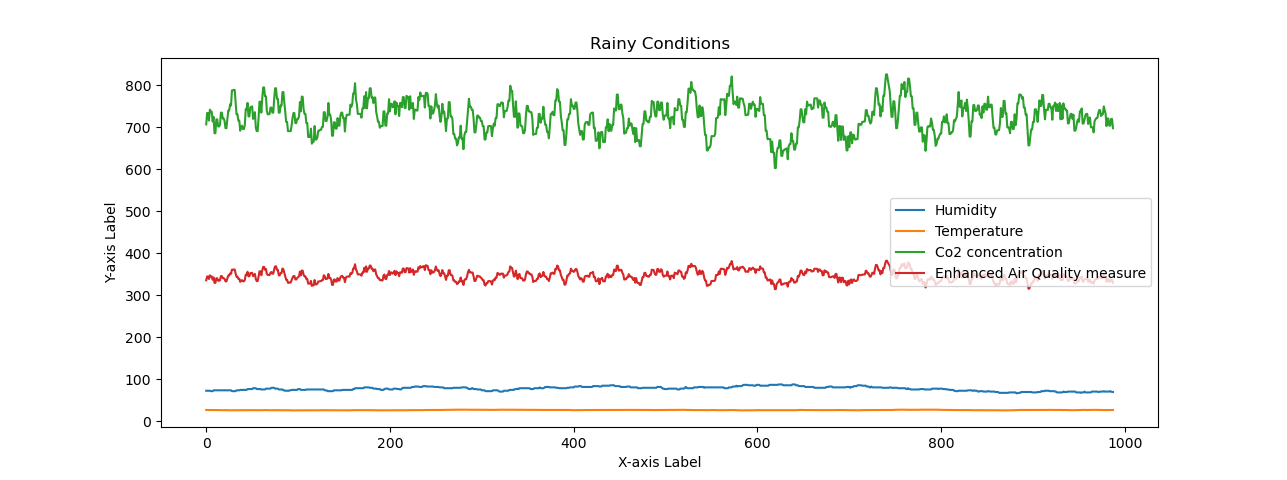 Rainy Conditions
800
700
600
500
400
300
200
100
0
Y-axis Label
Humidity
Temperature
Co2 concentration
Enhanced Air Quality measure
0
200
400
600
800
1000
X-axis Label